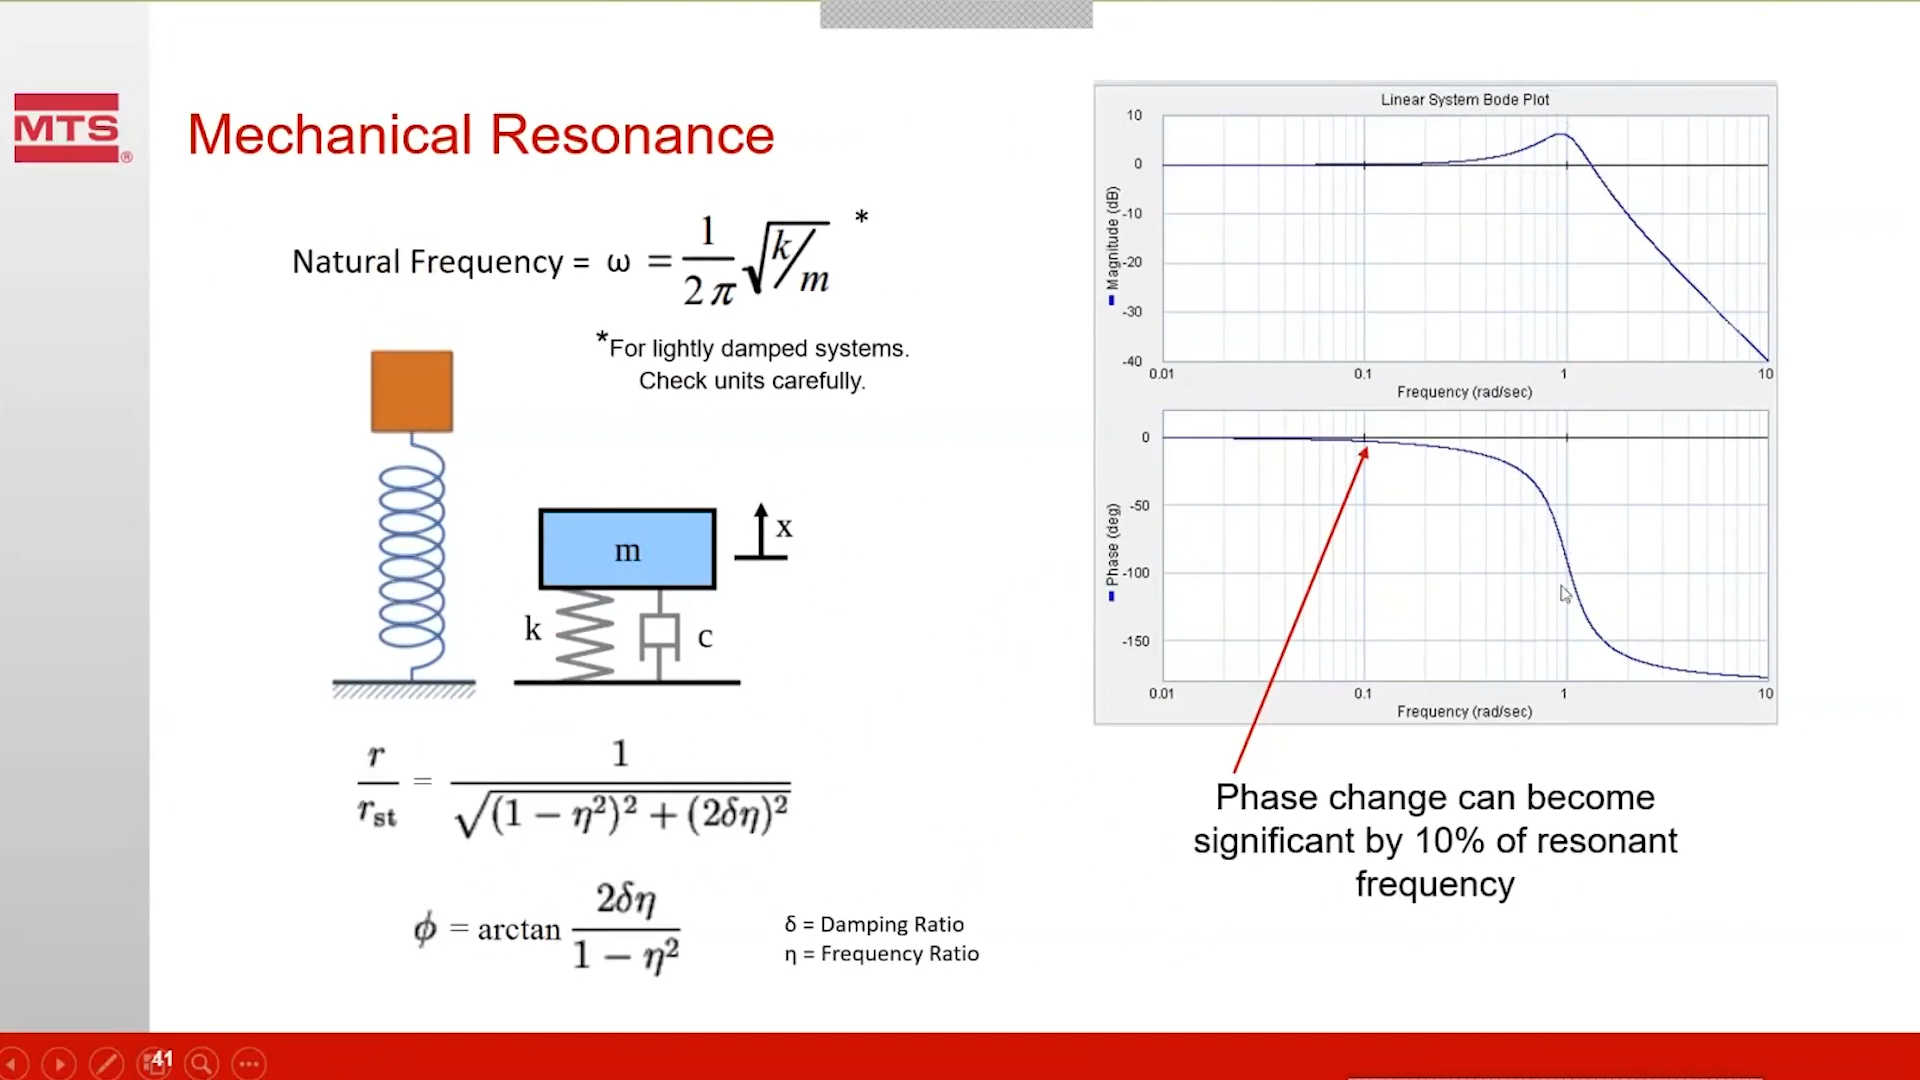 MTS®
Mechanical Resonance
Natural Frequency = ω = 1/2π √k/m *
*For lightly damped systems.
Check units carefully.
m
x
k
c
r/rst = 1/√(1 − η²)² + (2δη)²
ϕ = arctan 2δη/1 − η²
δ = Damping Ratio
η = Frequency Ratio
Linear System Bode Plot
10
0
-10
-20
-30
-40
Magnitude (dB)
0.01 0.1 1 10
Frequency (rad/sec)
0
-50
-100
-150
Phase (deg)
0.01 0.1 1 10
Frequency (rad/sec)
Phase change can become
significant by 10% of resonant
frequency
41